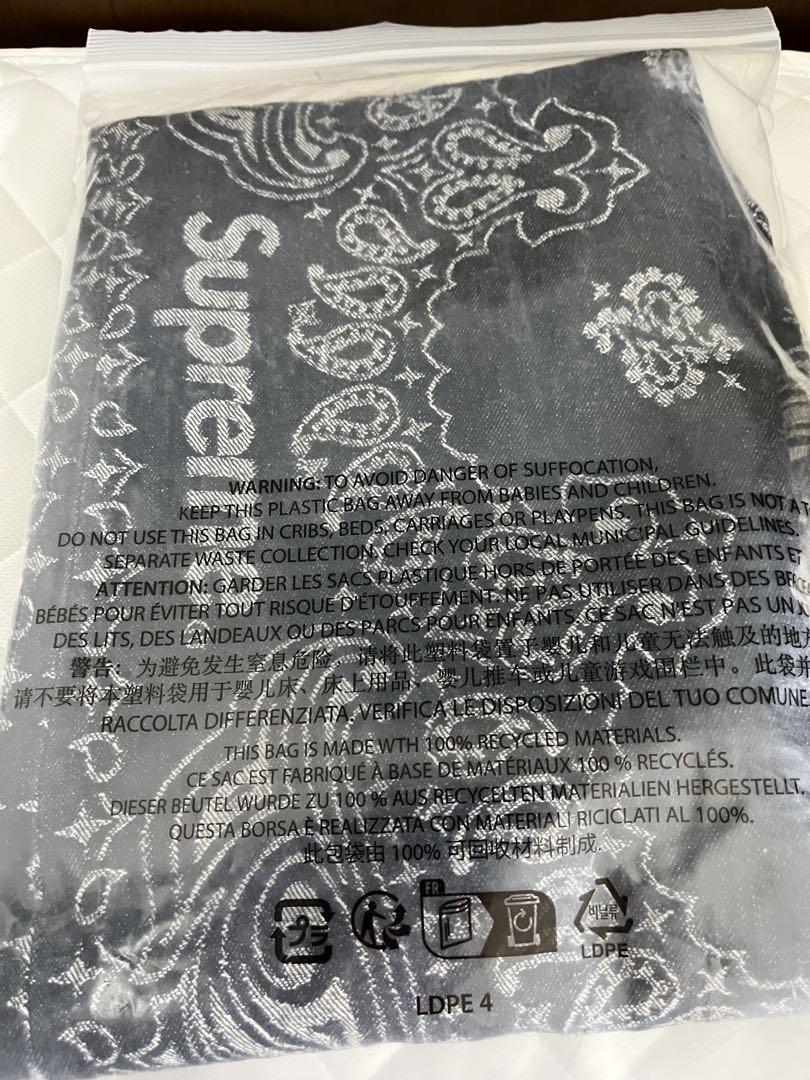 Suprem
WARNING: TO AVOID DANGER OF SUFFOCATION,
KEEP THIS PLASTIC BAG AWAY FROM BABIES AND CHILDREN.
DO NOT USE THIS BAG IN CRIBS, BEDS, CARRIAGES OR PLAYPENS. THIS BAG IS NOT A
SEPARATE WASTE COLLECTION. CHECK YOUR LOCAL MUNICIPAL GUIDELINES.
ATTENTION: GARDER LES SACS PLASTIQUE HORS DE PORTÉE DES ENFANTS ET
BÉBÉS POUR ÉVITER TOUT RISQUE D'ÉTOUFFEMENT. NE PAS UTILISER DANS DES
DES LITS, DES LANDEAUX OU DES PARCS POUR ENFANTS. CE SAC N'EST PAS UN
警告：为避免发生窒息危险，请将此塑料袋置于婴儿和儿童无法触及的地
请不要将本塑料袋用于婴儿床、床上用品、婴儿推车或儿童游戏围栏中。此袋
RACCOLTA DIFFERENZIATA. VERIFICA LE DISPOSIZIONI DEL TUO COMUNE
THIS BAG IS MADE WTH 100% RECYCLED MATERIALS.
CE SAC EST FABRIQUÉ À BASE DE MATÉRIAUX 100 % RECYCLÉS.
DIESER BEUTEL WURDE ZU 100 % AUS RECYCELTEN MATERIALIEN HERGESTELLT.
QUESTA BORSA È REALIZZATA CON MATERIALI RICICLATI AL 100%.
此包袋由 100% 可回收材料制成.
プラ
FR
비닐류
LDPE
LDPE 4